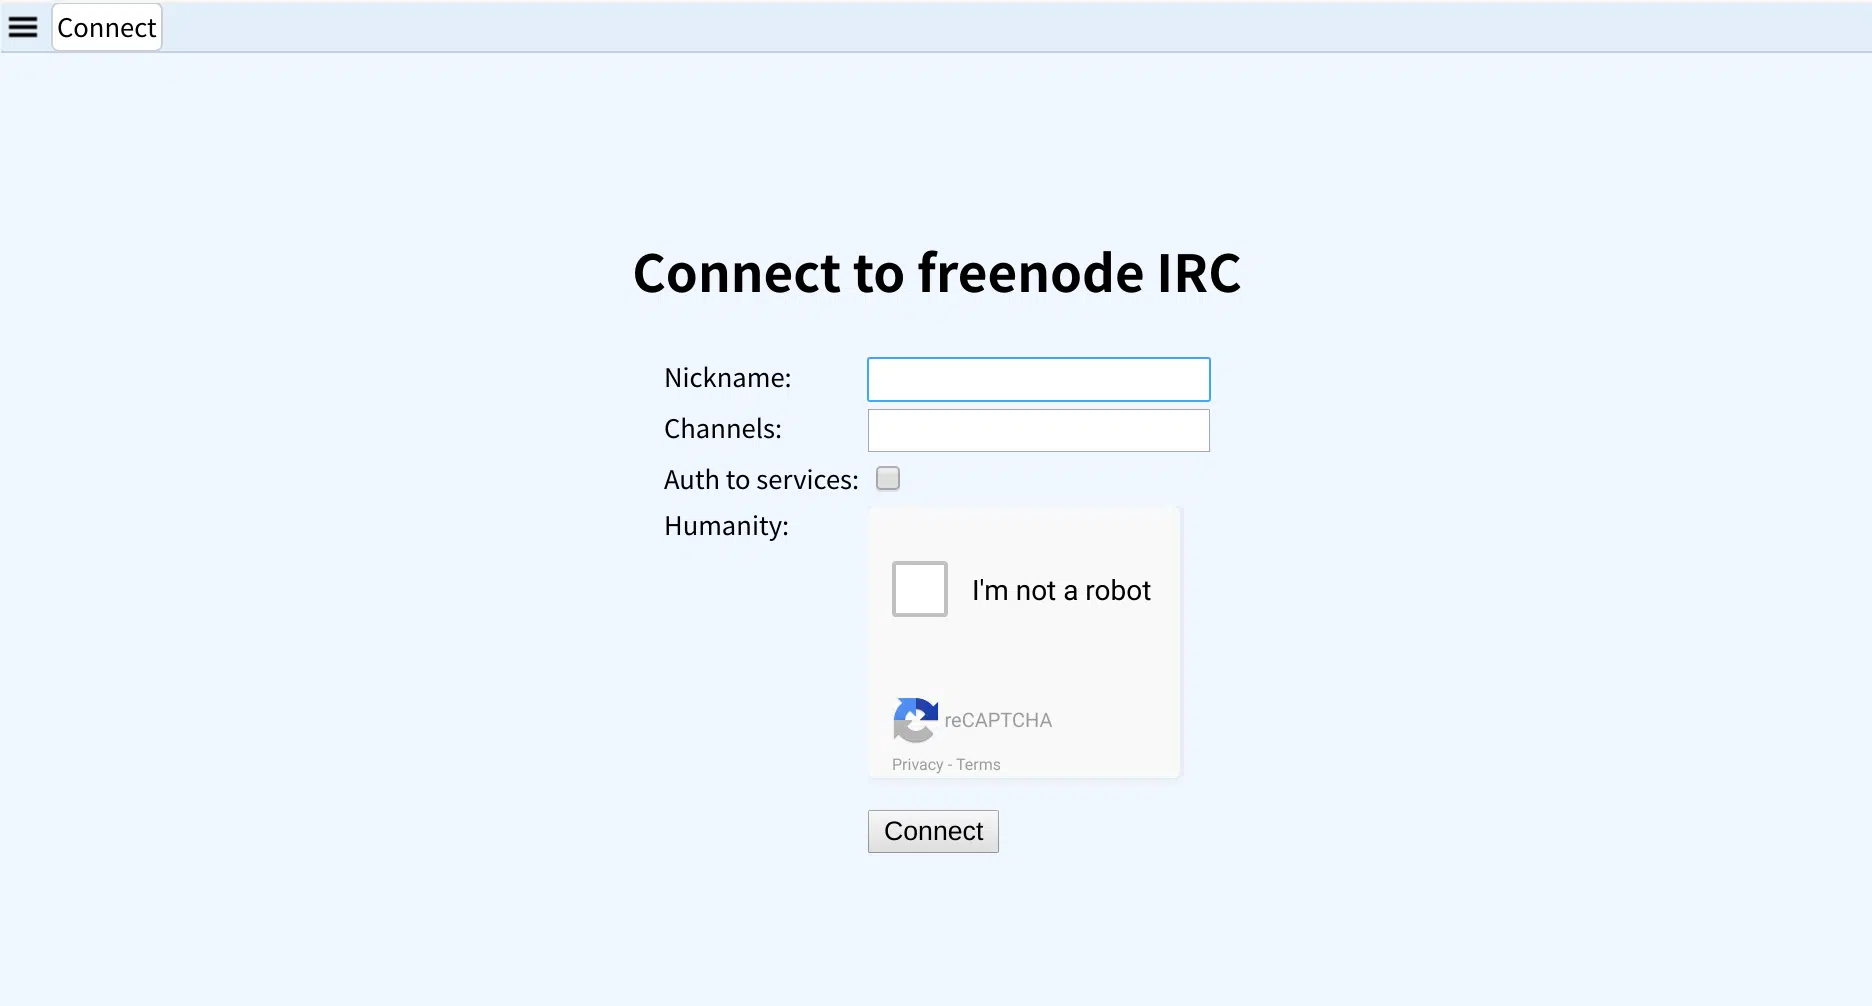 Connect
Connect to freenode IRC
Nickname:
Channels:
Auth to services:
Humanity:
I'm not a robot
reCAPTCHA
Privacy - Terms
Connect